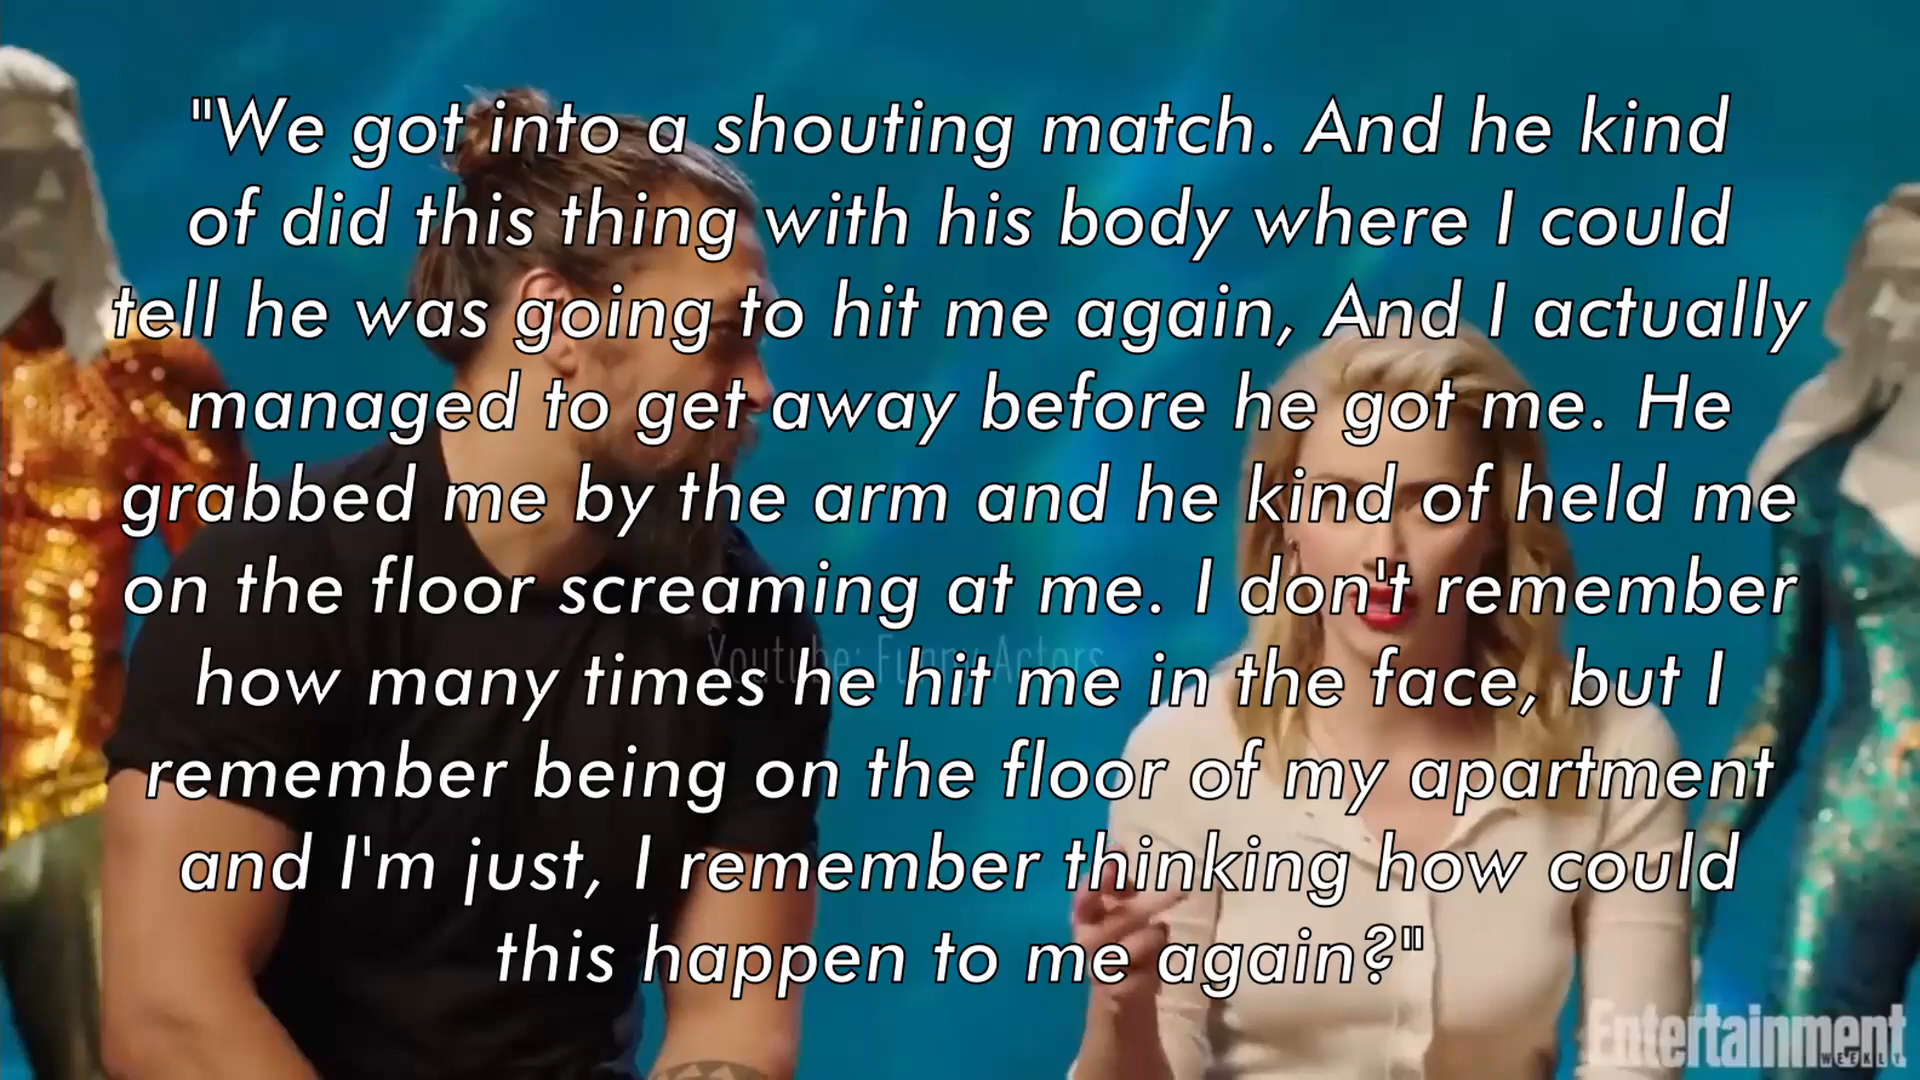 "We got into a shouting match. And he kind
of did this thing with his body where I could
tell he was going to hit me again, And I actually
managed to get away before he got me. He
grabbed me by the arm and he kind of held me
on the floor screaming at me. I don't remember
Youtube: Funny Actors
how many times he hit me in the face, but I
remember being on the floor of my apartment
and I'm just, I remember thinking how could
this happen to me again?"
Entertainment
WEEKLY